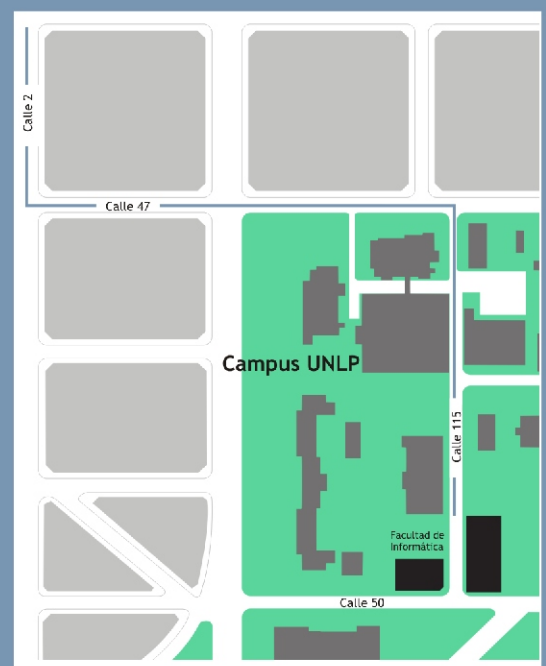 Calle 2
Calle 47
Campus UNLP
Calle 115
Facultad de
Informática
Calle 50